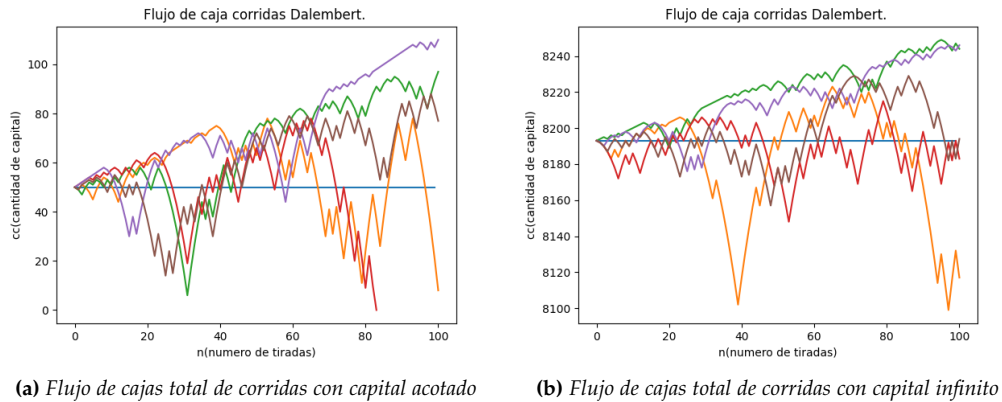 Flujo de caja corridas Dalembert.
cc(cantidad de capital)
100
80
60
40
20
0
0 20 40 60 80 100
n(numero de tiradas)
(a) Flujo de cajas total de corridas con capital acotado
Flujo de caja corridas Dalembert.
cc(cantidad de capital)
8240
8220
8200
8180
8160
8140
8120
8100
0 20 40 60 80 100
n(numero de tiradas)
(b) Flujo de cajas total de corridas con capital infinito